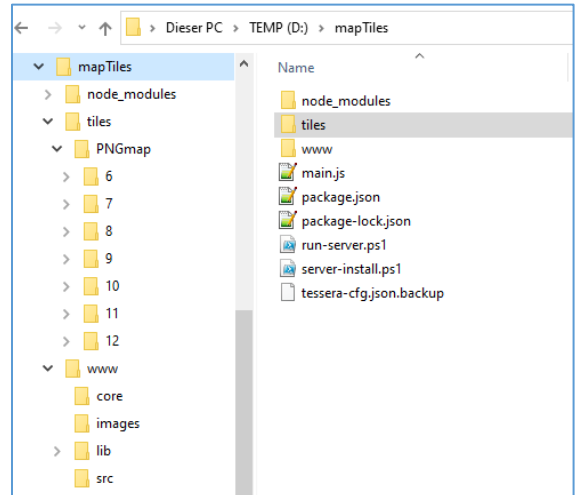 Dieser PC > TEMP (D:) > mapTiles
mapTiles
node_modules
tiles
PNGmap
6
7
8
9
10
11
12
www
core
images
lib
src
Name
node_modules
tiles
www
main.js
package.json
package-lock.json
run-server.ps1
server-install.ps1
tessera-cfg.json.backup